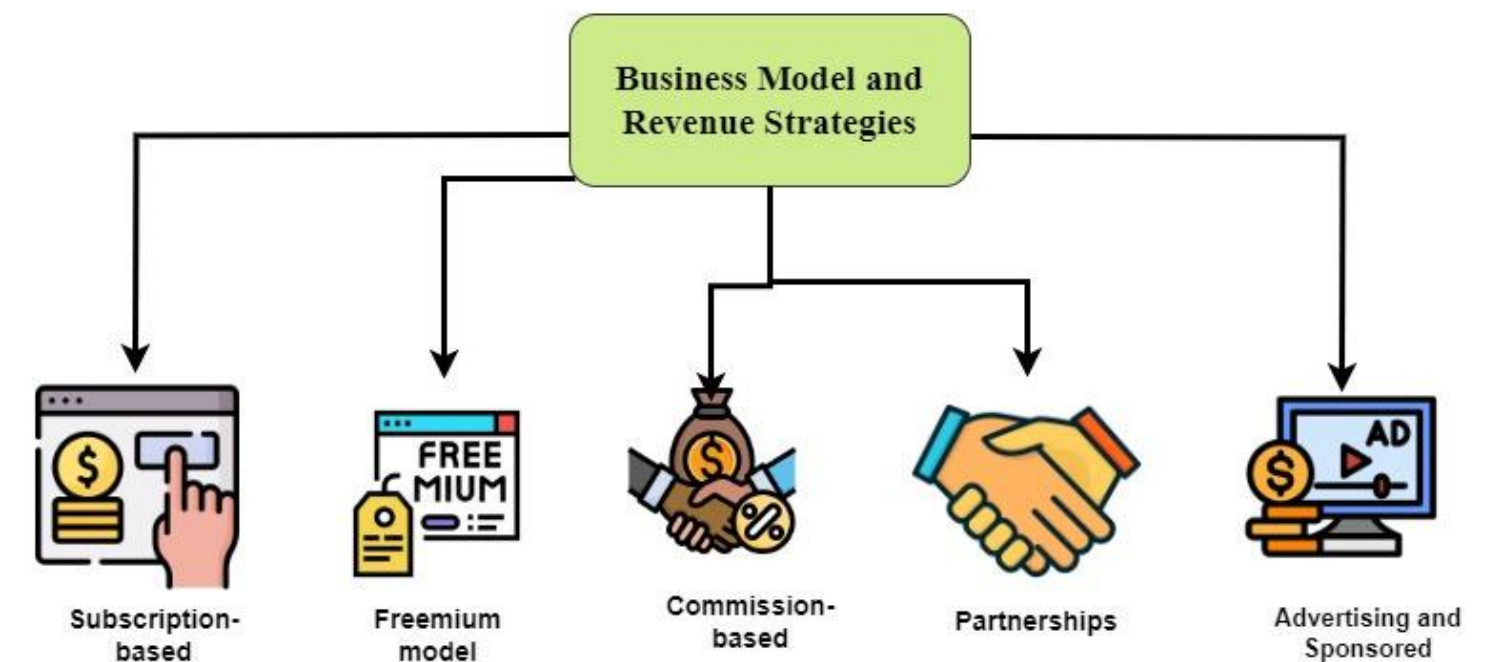 Business Model and
Revenue Strategies
$
FREE
MIUM
$
%
AD
$
Subscription-
based
Freemium
model
Commission-
based
Partnerships
Advertising and
Sponsored